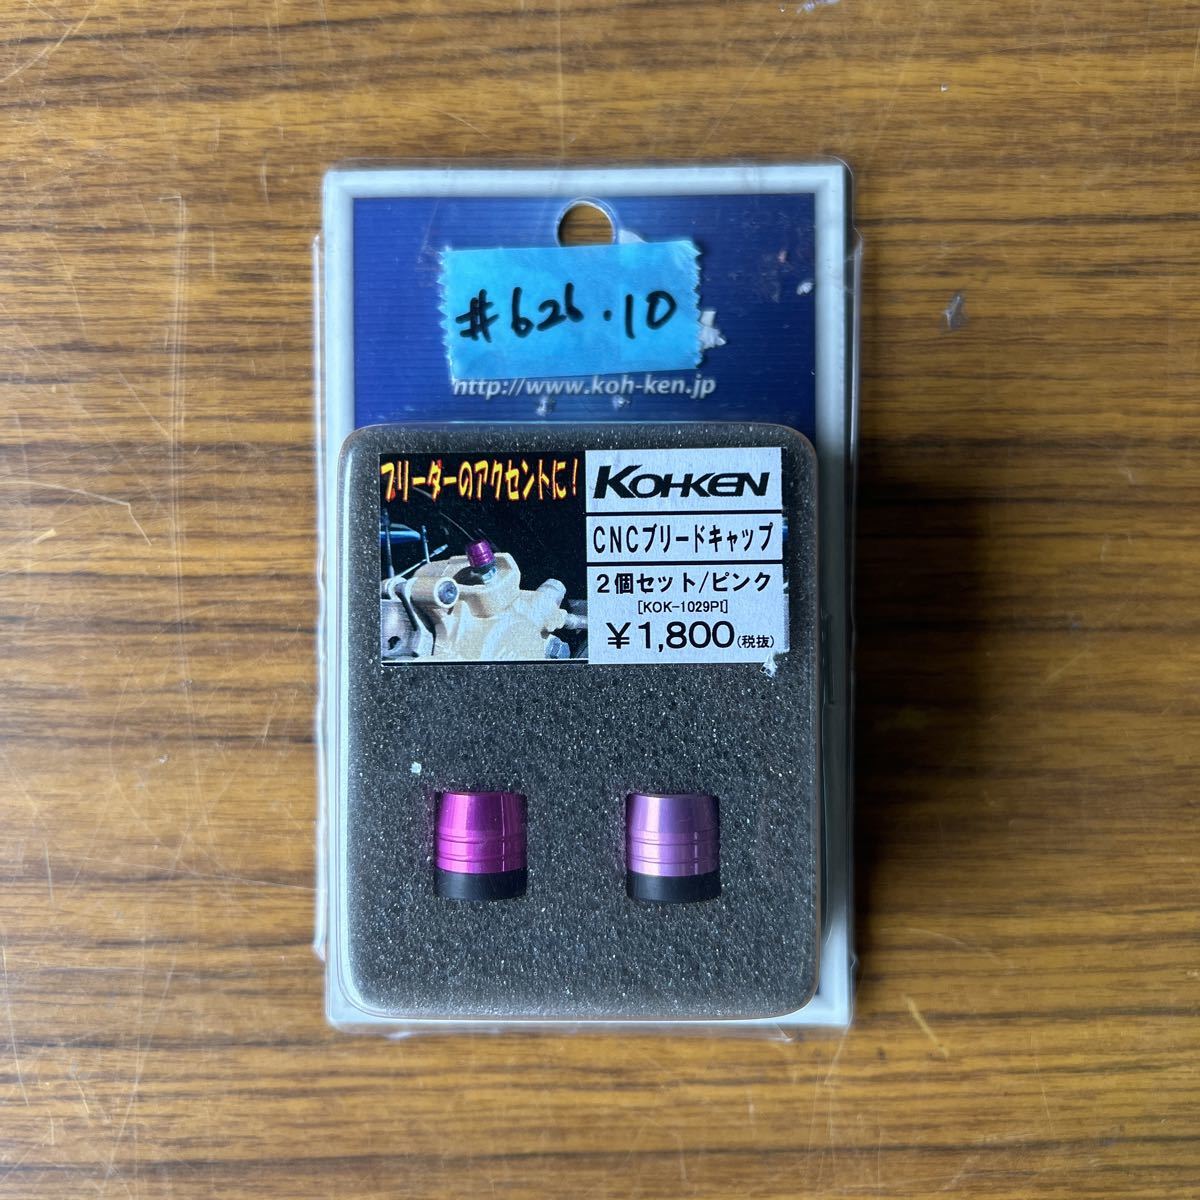 #626.10
http://www.koh-ken.jp
ブリーダーのアクセントに！
KOHKEN
CNCブリードキャップ
2個セット/ピンク
[KOK-1029PI]
￥1,800(税抜)